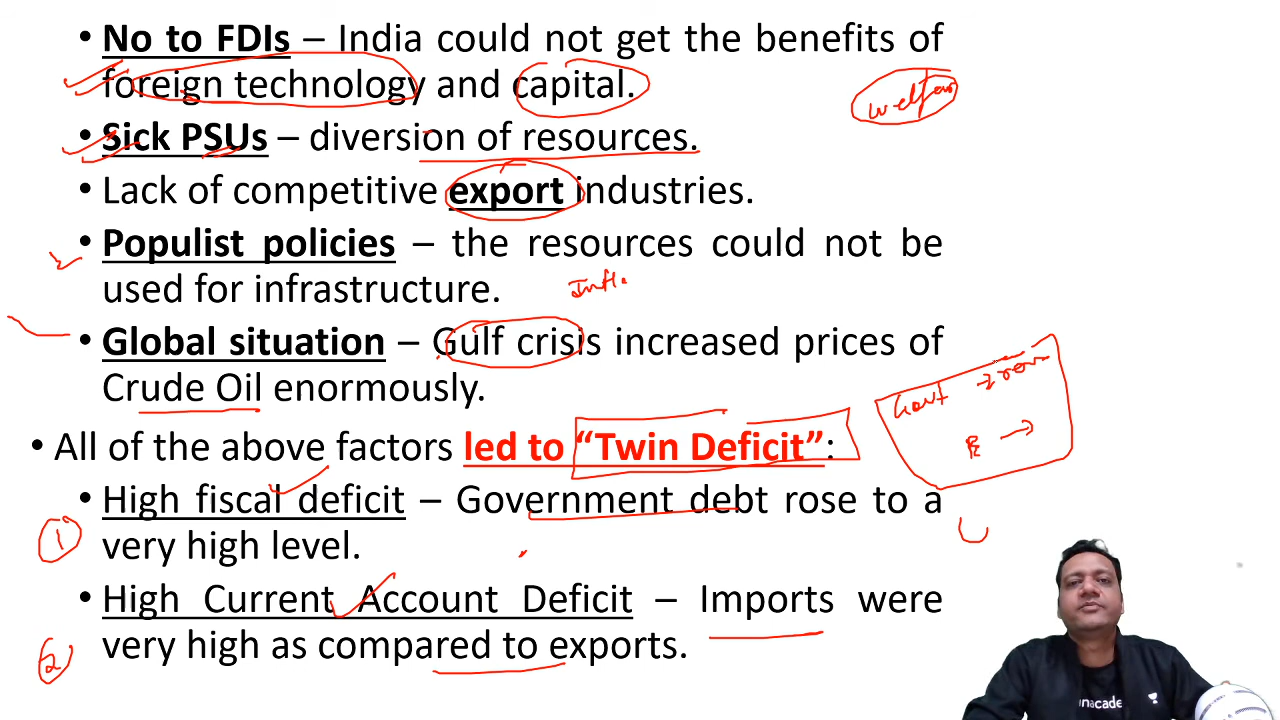 • No to FDIs – India could not get the benefits of
foreign technology and capital.
welfar
• Sick PSUs – diversion of resources.
• Lack of competitive export industries.
• Populist policies – the resources could not be
used for infrastructure.
Infla
• Global situation – Gulf crisis increased prices of
Crude Oil enormously.
Govt → rev
E →
• All of the above factors led to “Twin Deficit”:
• High fiscal deficit – Government debt rose to a
very high level.
1
• High Current Account Deficit – Imports were
very high as compared to exports.
2
unacade